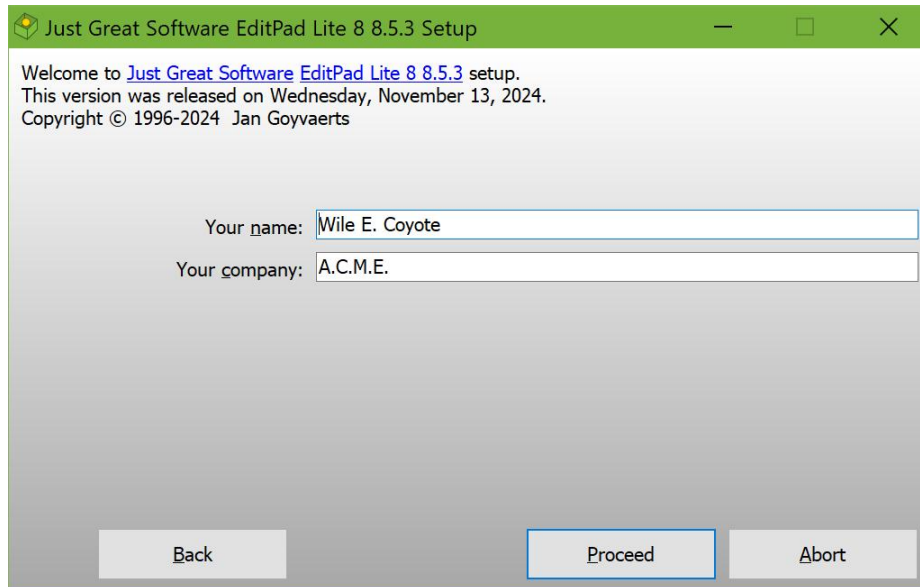 Just Great Software EditPad Lite 8 8.5.3 Setup
Welcome to Just Great Software EditPad Lite 8 8.5.3 setup.
This version was released on Wednesday, November 13, 2024.
Copyright © 1996-2024  Jan Goyvaerts
Your name: Wile E. Coyote
Your company: A.C.M.E.
Back Proceed Abort